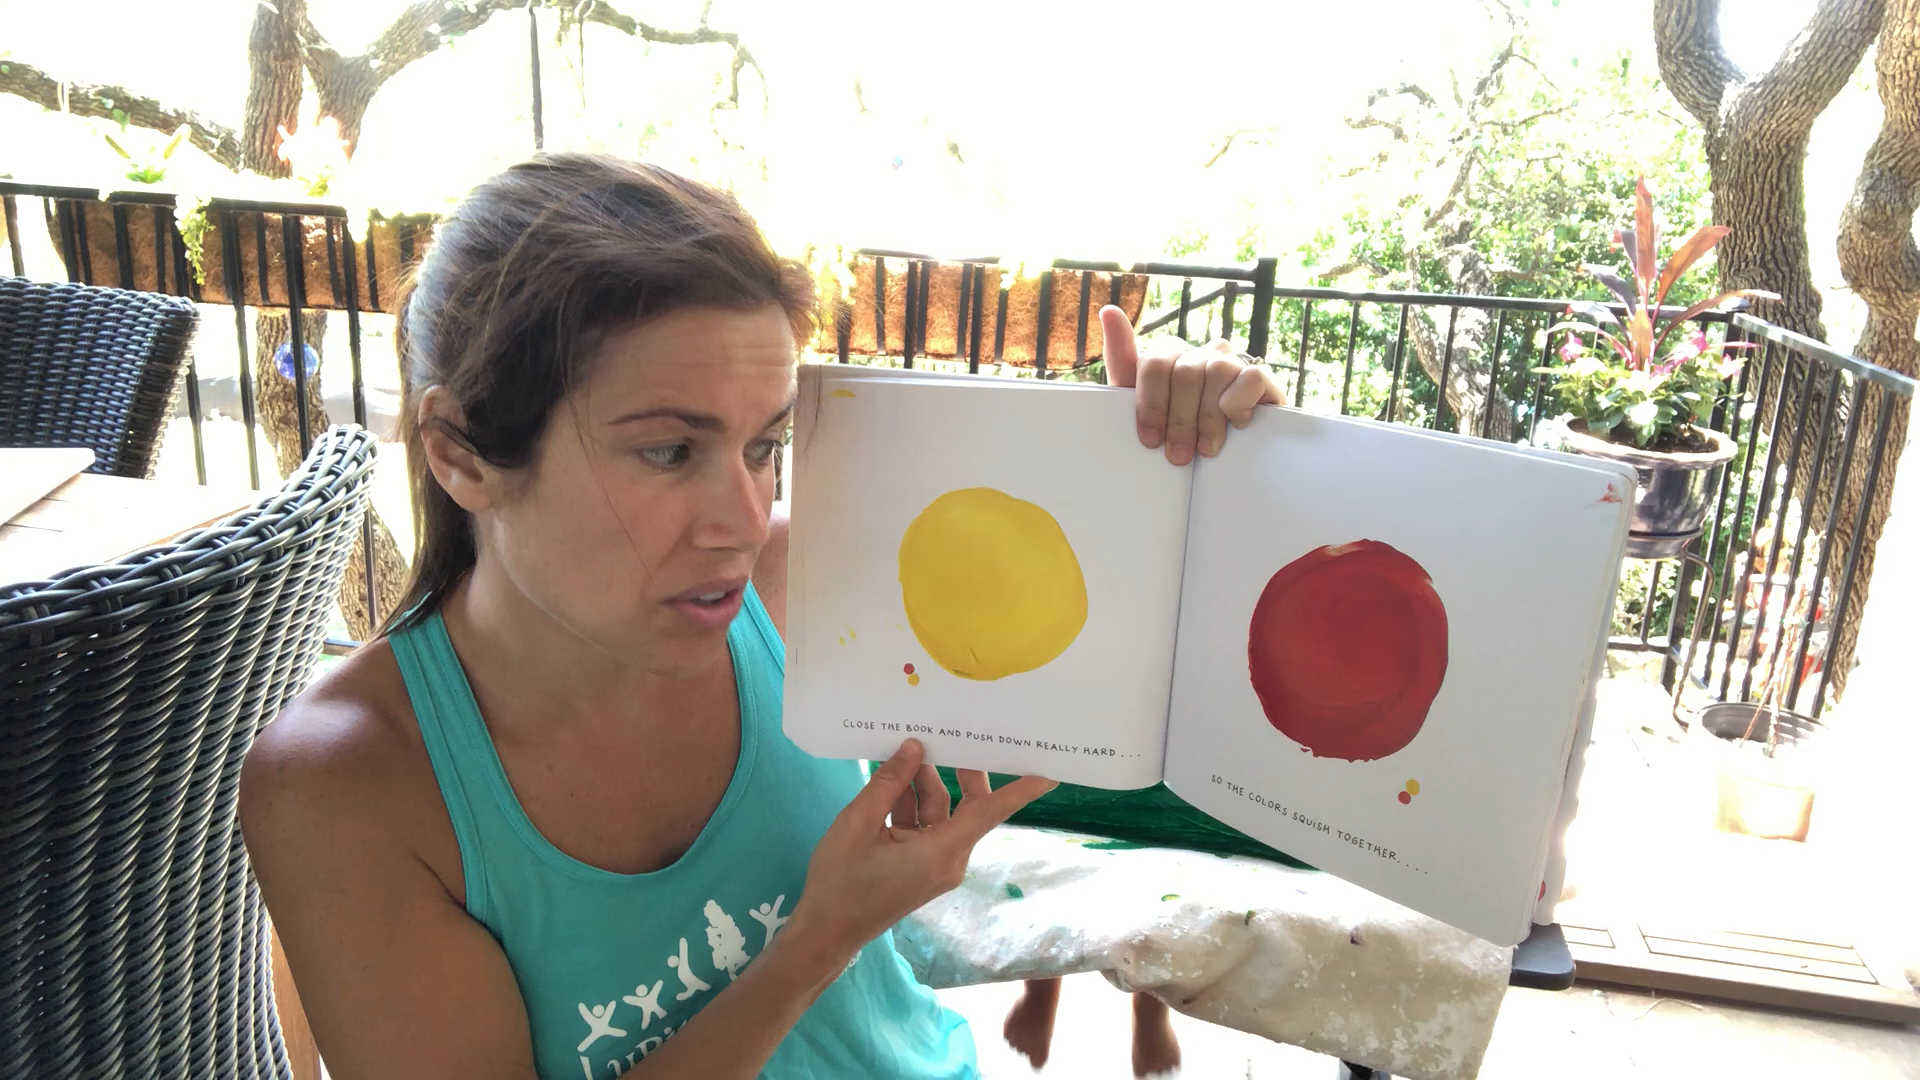 CLOSE THE BOOK AND PUSH DOWN REALLY HARD...
SO THE COLORS SQUISH TOGETHER....